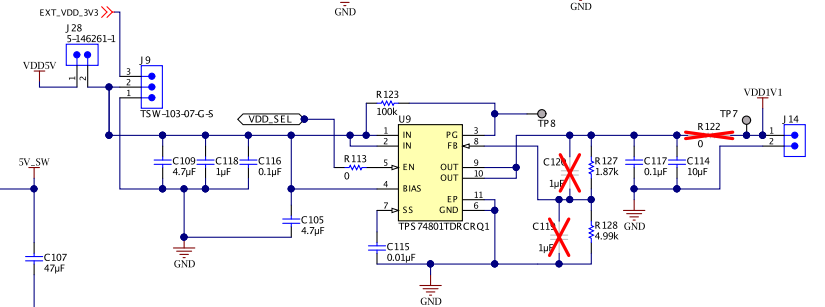 GND
GND
EXT_VDD_3V3
J28
5-146261-1
VDD5V
1
2
J9
3
2
1
TSW-103-07-G-S
VDD_SEL
R123
100k
U9
TP8
R113
0
1
2
5
4
7
IN
IN
EN
BIAS
SS
PG
FB
OUT
OUT
EP
GND
3
8
9
10
11
6
TPS74801TDRCRQ1
C109
4.7µF
C118
1µF
C116
0.1µF
C105
4.7µF
GND
5V_SW
C107
47µF
C115
0.01µF
GND
1µF
R127
1.87k
1µF
R128
4.99k
C117
0.1µF
C114
10µF
GND
R122
0
TP7
VDD1V1
J14
1
2